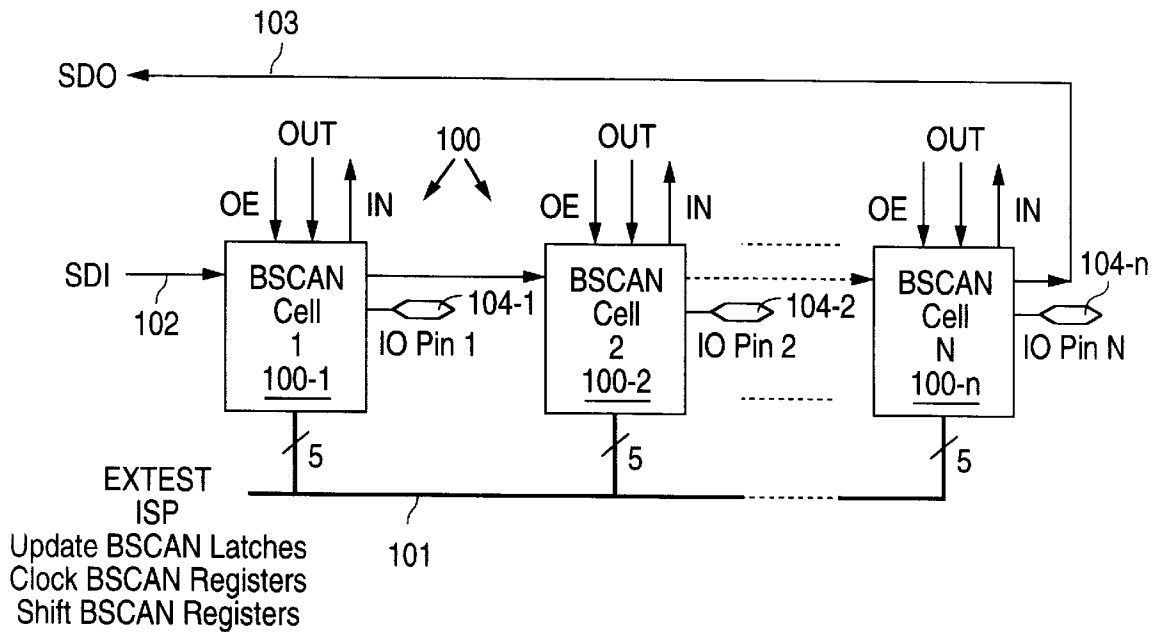 103
SDO
OUT
100
OUT
OUT
OE
IN
OE
IN
OE
IN
SDI
102
BSCAN
Cell
1
100-1
104-1
IO Pin 1
BSCAN
Cell
2
100-2
104-2
IO Pin 2
BSCAN
Cell
N
100-n
104-n
IO Pin N
5
5
5
EXTEST
ISP
Update BSCAN Latches
Clock BSCAN Registers
Shift BSCAN Registers
101